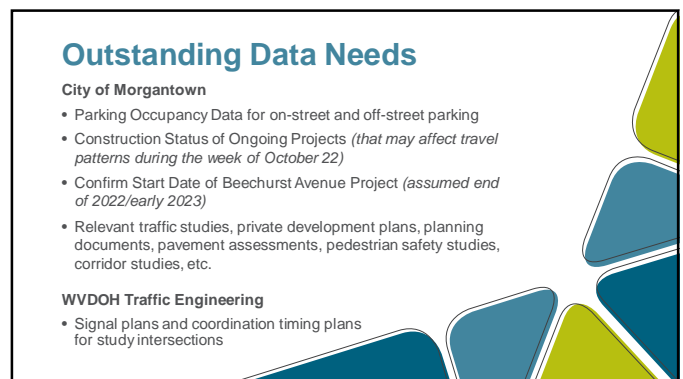 Outstanding Data Needs
City of Morgantown
• Parking Occupancy Data for on-street and off-street parking
• Construction Status of Ongoing Projects (that may affect travel
patterns during the week of October 22)
• Confirm Start Date of Beechurst Avenue Project (assumed end
of 2022/early 2023)
• Relevant traffic studies, private development plans, planning
documents, pavement assessments, pedestrian safety studies,
corridor studies, etc.
WVDOH Traffic Engineering
• Signal plans and coordination timing plans
for study intersections